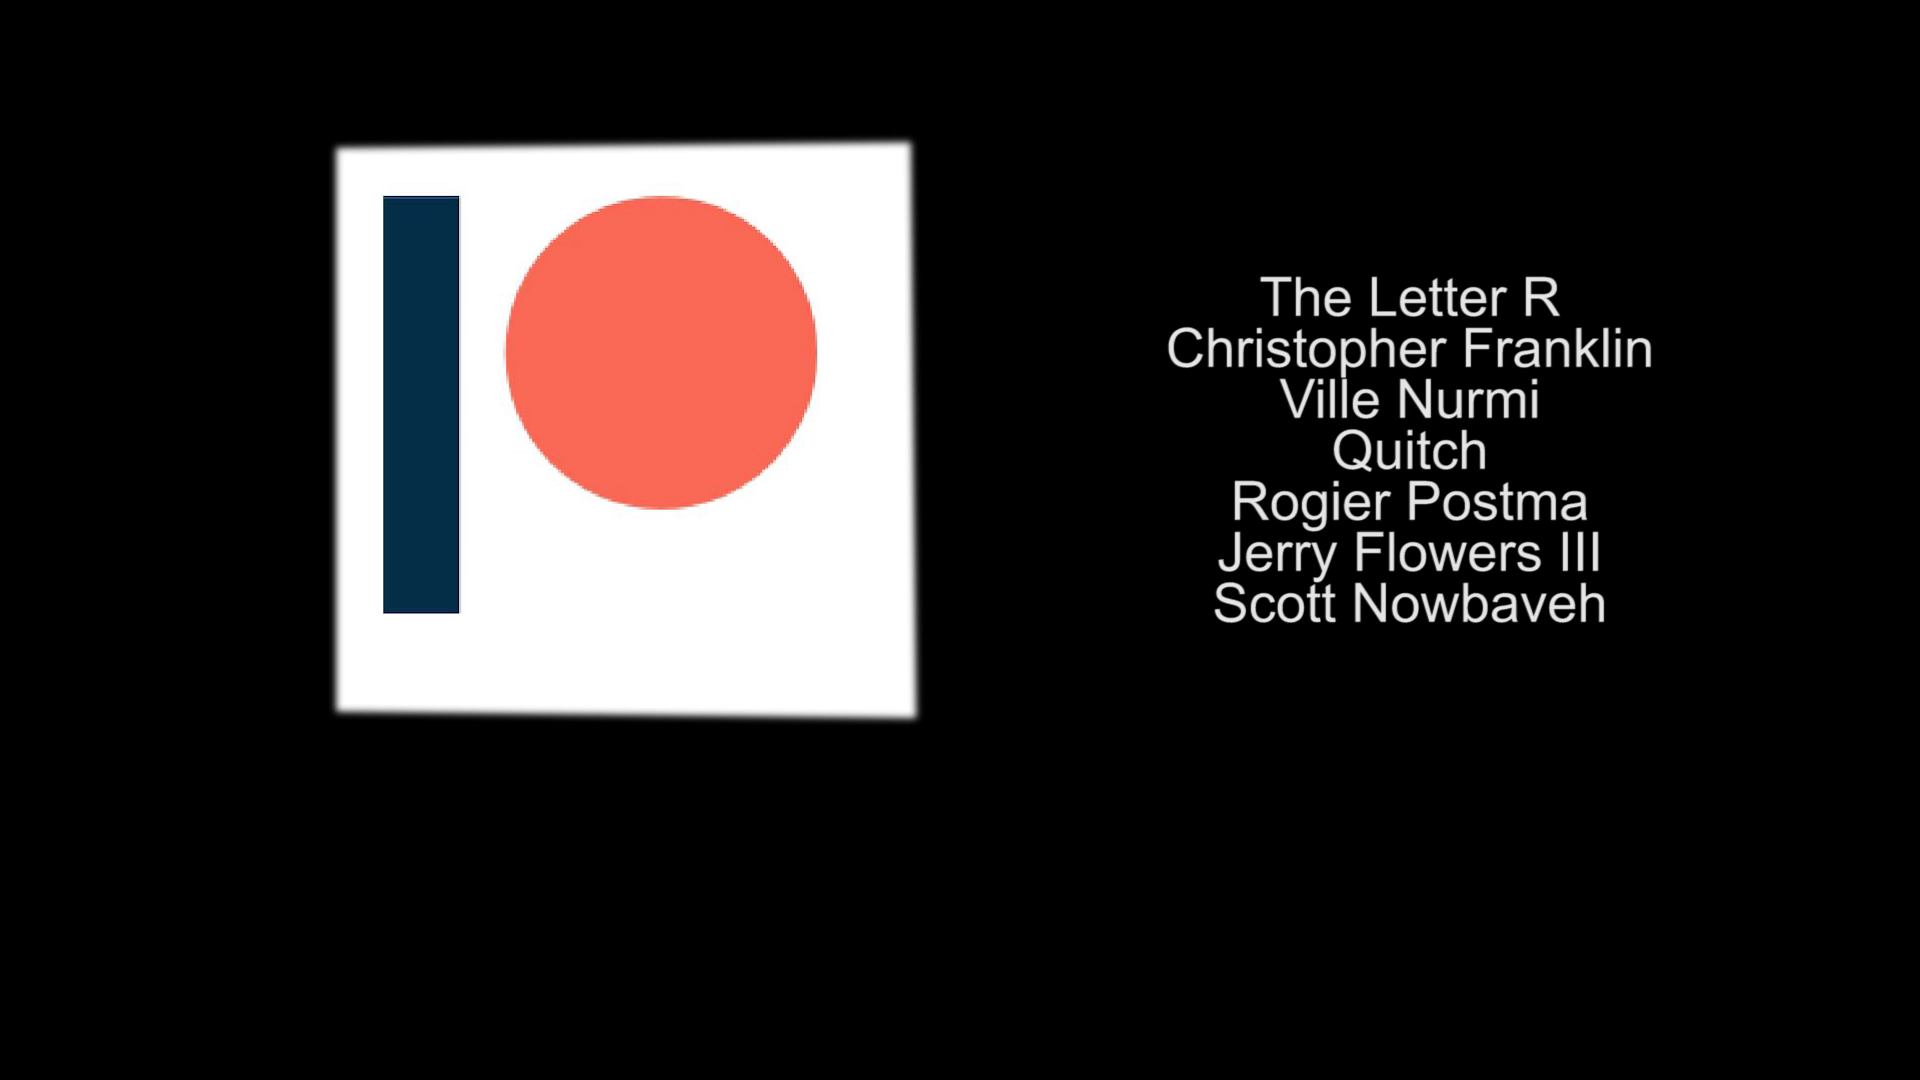 The Letter R
Christopher Franklin
Ville Nurmi
Quitch
Rogier Postma
Jerry Flowers III
Scott Nowbaveh